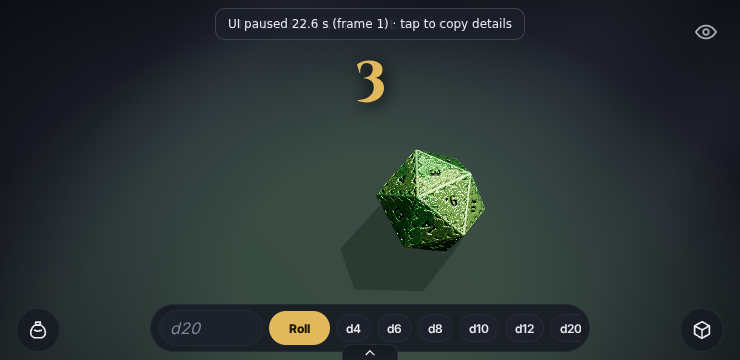 UI paused 22.6 s (frame 1) · tap to copy details
3
d20 Roll d4 d6 d8 d10 d12 d20